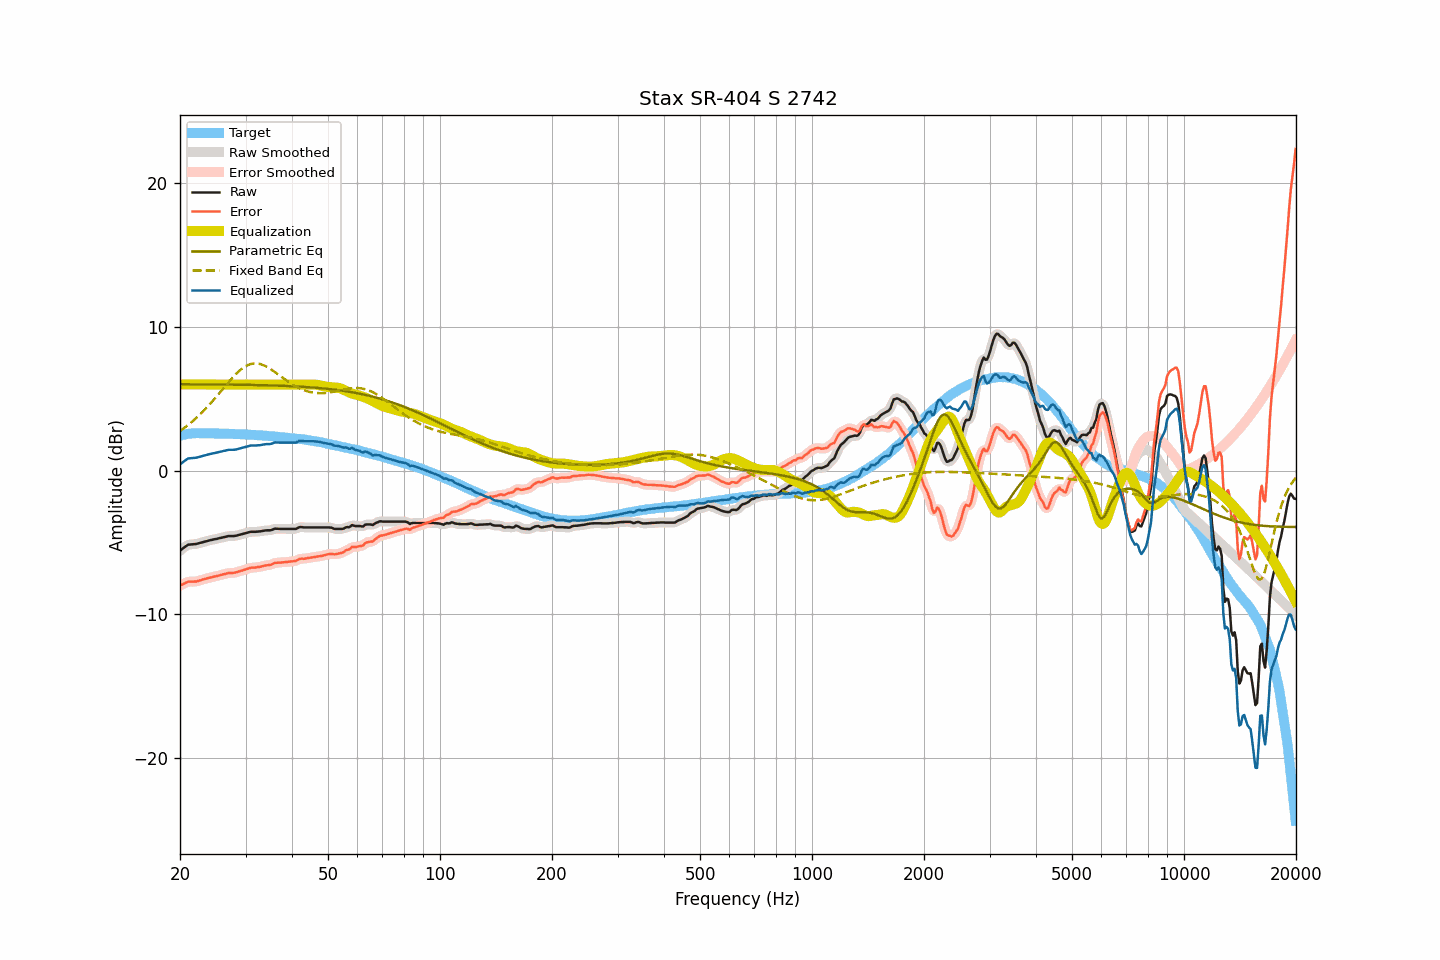 Stax SR-404 S 2742
Target
Raw Smoothed
Error Smoothed
Raw
Error
Equalization
Parametric Eq
Fixed Band Eq
Equalized
20
10
0
−10
−20
Amplitude (dBr)
20 50 100 200 500 1000 2000 5000 10000 20000
Frequency (Hz)